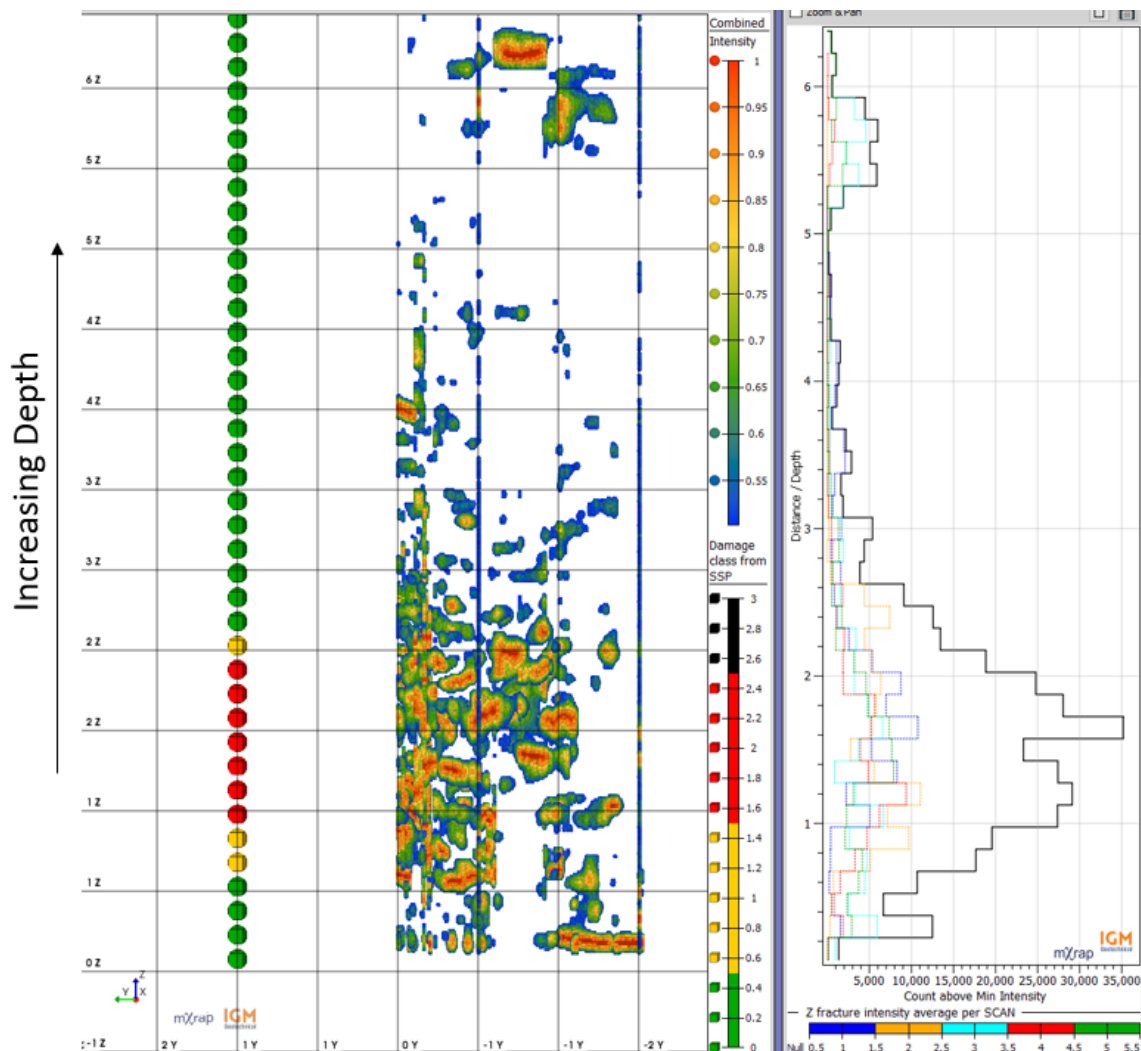 Increasing Depth
6 Z
5 Z
5 Z
4 Z
4 Z
3 Z
3 Z
2 Z
2 Z
1 Z
1 Z
0 Z
:-1 Z
2 Y
1 Y
1 Y
0 Y
-1 Y
-1 Y
-2 Y
Z
Y
X
mXrap IGM
Geotechnical
Combined
Intensity
1
0.95
0.9
0.85
0.8
0.75
0.7
0.65
0.6
0.55
Damage
class from
SSP
3
2.8
2.6
2.4
2.2
2
1.8
1.6
1.4
1.2
1
0.8
0.6
0.4
0.2
0
Zoom & Pan
Distance / Depth
6
5
4
3
2
1
mXrap IGM
Geotechnical
5,000 10,000 15,000 20,000 25,000 30,000 35,000
Count above Min Intensity
Z fracture intensity average per SCAN
Null 0.5 1 1.5 2 2.5 3 3.5 4 4.5 5 5.5